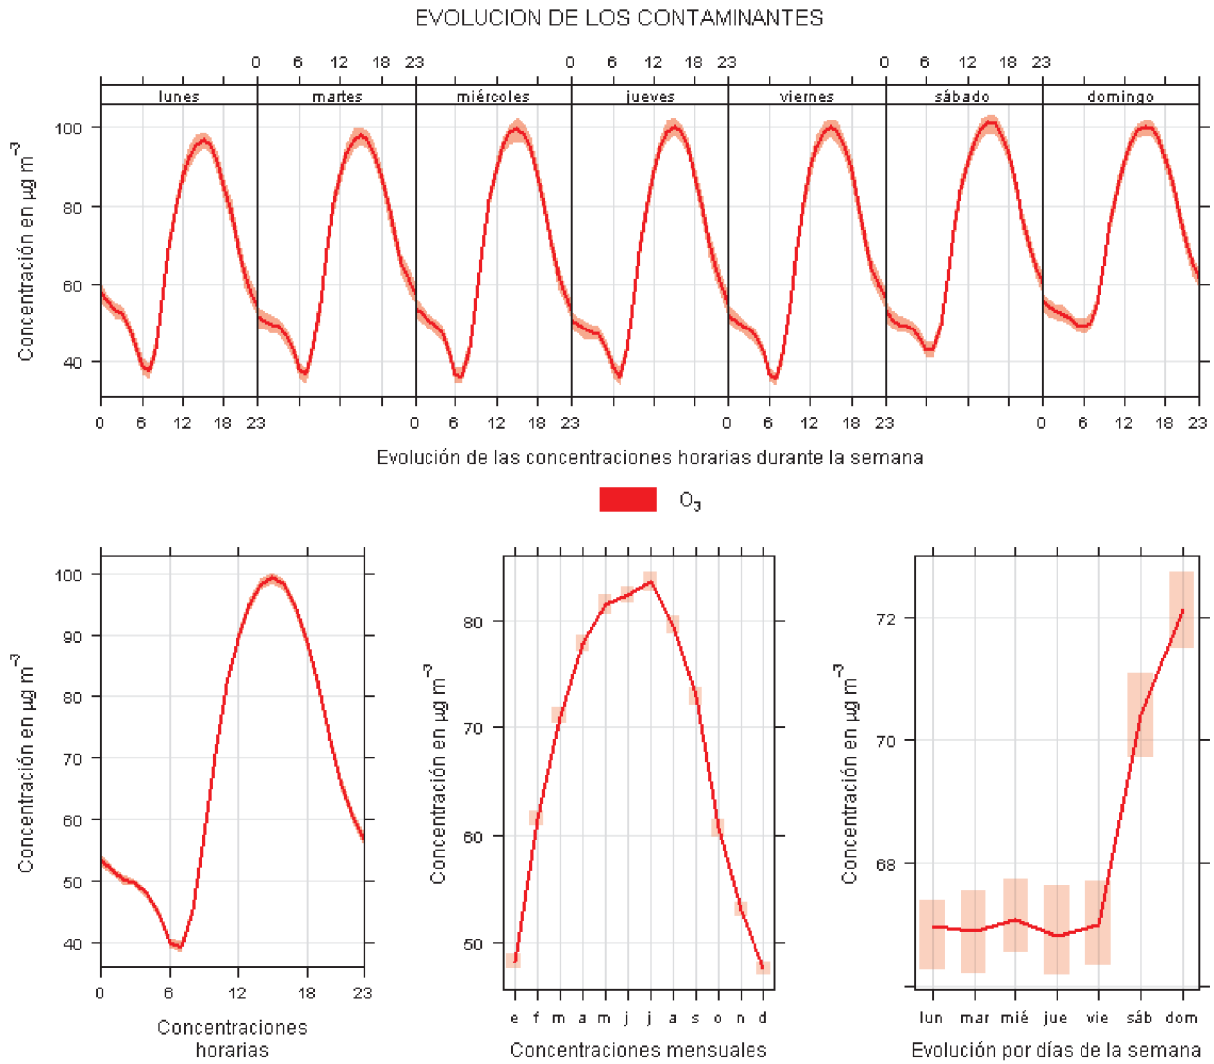 EVOLUCION DE LOS CONTAMINANTES
0 6 12 18 23 0 6 12 18 23 0 6 12 18 23
lunes martes miércoles jueves viernes sábado domingo
100
80
60
40
Concentración en µg m⁻³
0 6 12 18 23 0 6 12 18 23 0 6 12 18 23 0 6 12 18 23
Evolución de las concentraciones horarias durante la semana
O₃
100
90
80
70
60
50
40
Concentración en µg m⁻³
0 6 12 18 23
Concentraciones
horarias
80
70
60
50
Concentración en µg m⁻³
e f m a m j j a s o n d
Concentraciones mensuales
72
70
68
Concentración en µg m⁻³
lun mar mié jue vie sáb dom
Evolución por días de la semana